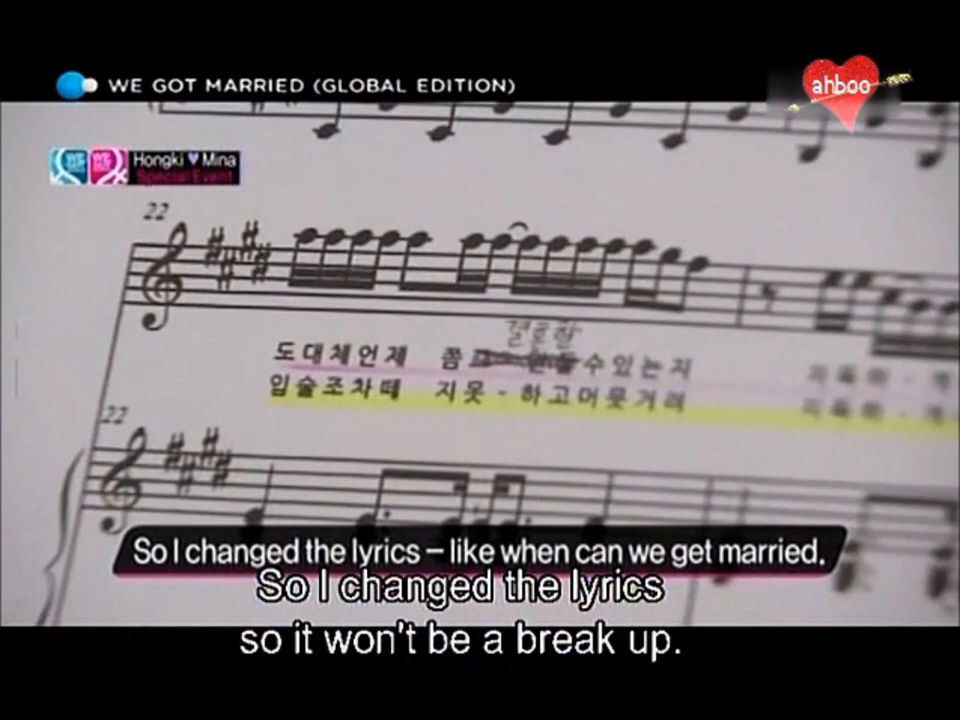 WE GOT MARRIED (GLOBAL EDITION)
ahboo
Hongki ♥ Mina
Special Event
22
결혼할
도대체언제 쯤 수있는지
입술조차떼 지못-하고머뭇거려
22
So I changed the lyrics – like when can we get married.
So I changed the lyrics
so it won't be a break up.